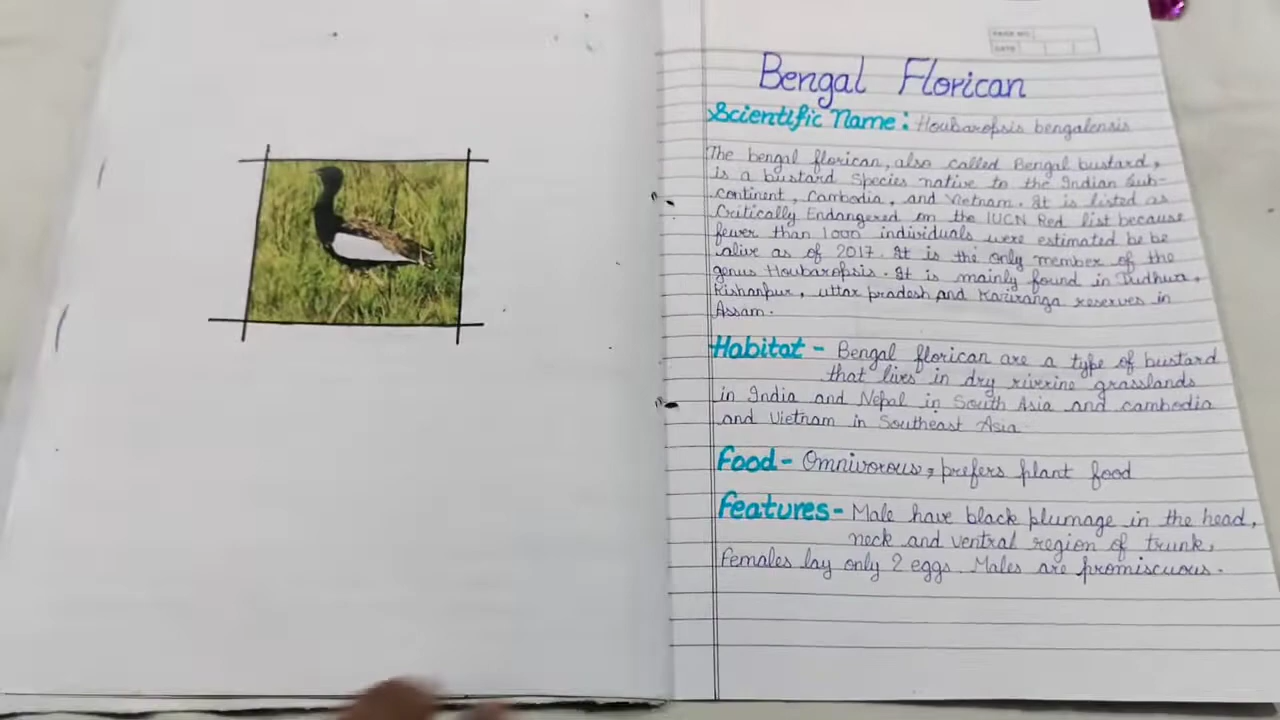 PAGE NO.
DATE
Bengal Florican
Scientific Name: Houbaropsis bengalensis
The bengal florican, also called Bengal bustard,
is a bustard species native to the Indian sub-
continent, Cambodia, and Vietnam. It is listed as
Critically Endangered on the IUCN Red list because
fewer than 1000 individuals were estimated be be
alive as of 2017. It is the only member of the
genus Houbaropsis. It is mainly found in Dudhwa,
Kishanpur, uttar pradesh and Kaziranga reserves in
Assam.
Habitat - Bengal florican are a type of bustard
that lives in dry riverine grasslands
in India and Nepal in South Asia and cambodia
and Vietnam in Southeast Asia
Food - Omnivorous, prefers plant food
Features - Male have black plumage in the head,
neck and ventral region of trunk,
Females lay only 2 eggs. Males are promiscuous.